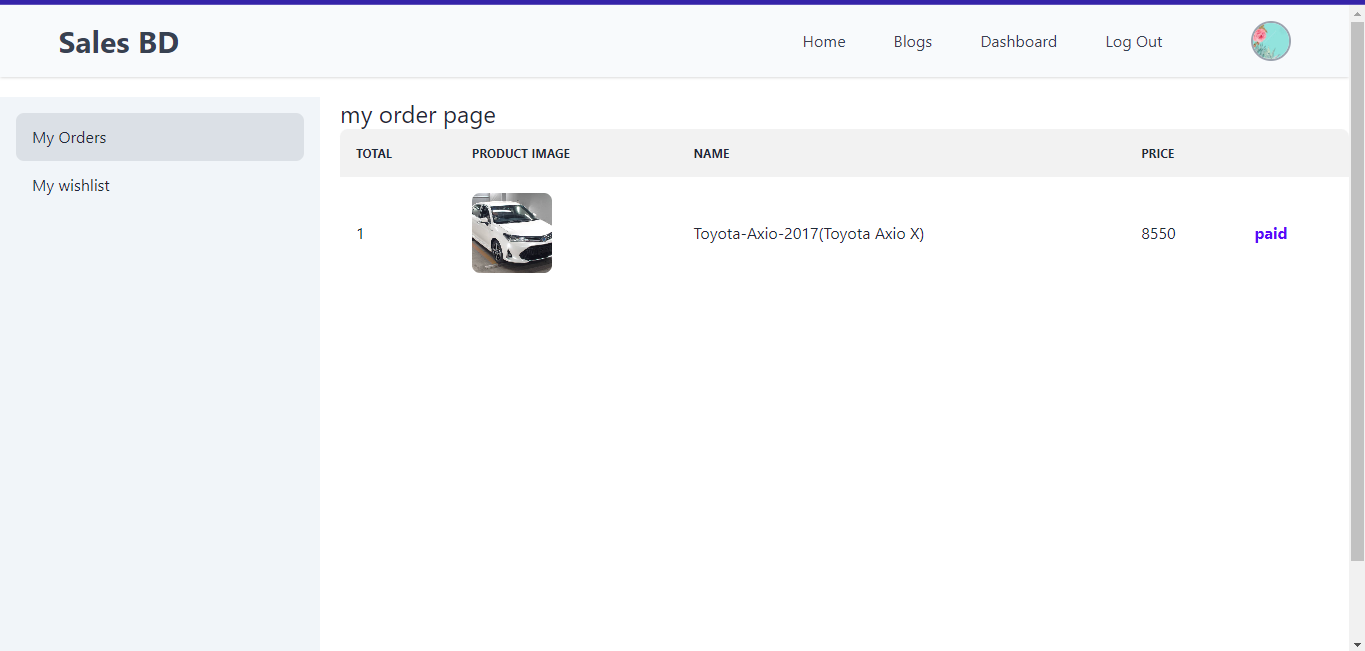 Sales BD
Home Blogs Dashboard Log Out
My Orders
My wishlist
my order page
TOTAL PRODUCT IMAGE NAME PRICE
1 Toyota-Axio-2017(Toyota Axio X) 8550 paid